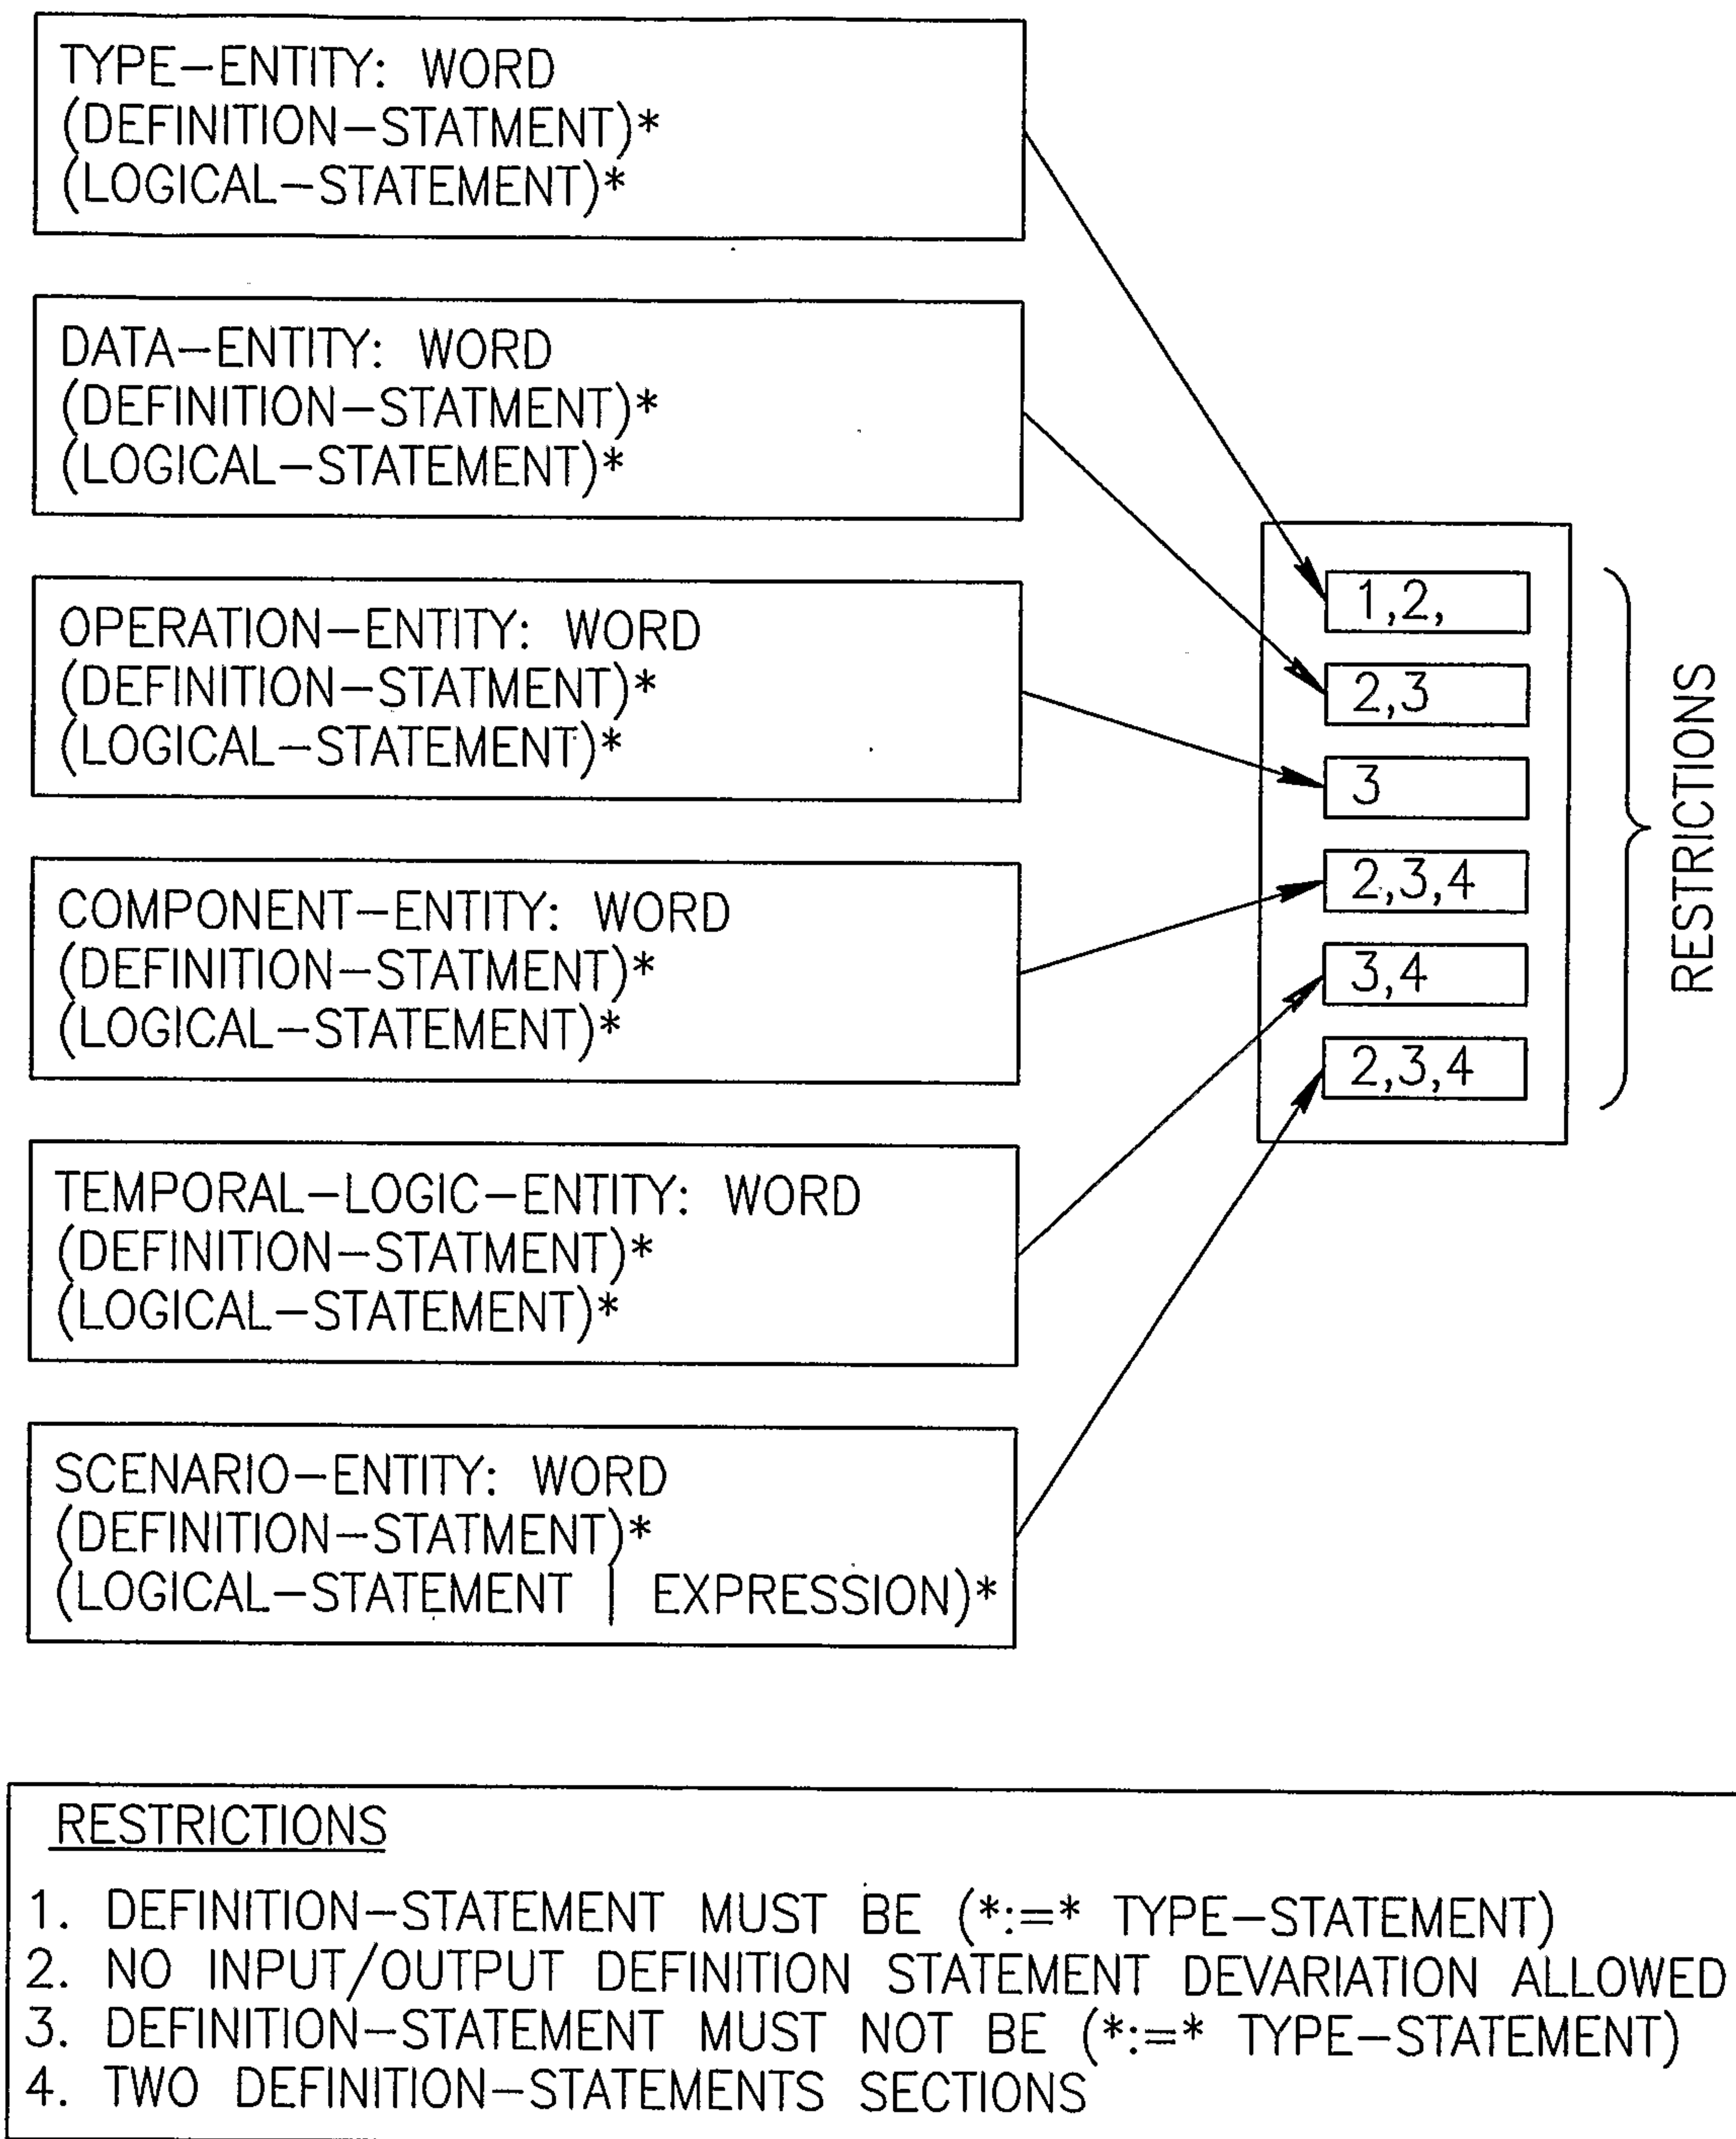 TYPE-ENTITY: WORD
(DEFINITION-STATMENT)*
(LOGICAL-STATEMENT)*
DATA-ENTITY: WORD
(DEFINITION-STATMENT)*
(LOGICAL-STATEMENT)*
OPERATION-ENTITY: WORD
(DEFINITION-STATMENT)*
(LOGICAL-STATEMENT)*
COMPONENT-ENTITY: WORD
(DEFINITION-STATMENT)*
(LOGICAL-STATEMENT)*
TEMPORAL-LOGIC-ENTITY: WORD
(DEFINITION-STATMENT)*
(LOGICAL-STATEMENT)*
SCENARIO-ENTITY: WORD
(DEFINITION-STATMENT)*
(LOGICAL-STATEMENT | EXPRESSION)*
1,2,
2,3
3
2,3,4
3,4
2,3,4
RESTRICTIONS
RESTRICTIONS
1. DEFINITION-STATEMENT MUST BE (*:=* TYPE-STATEMENT)
2. NO INPUT/OUTPUT DEFINITION STATEMENT DEVARIATION ALLOWED
3. DEFINITION-STATEMENT MUST NOT BE (*:=* TYPE-STATEMENT)
4. TWO DEFINITION-STATEMENTS SECTIONS